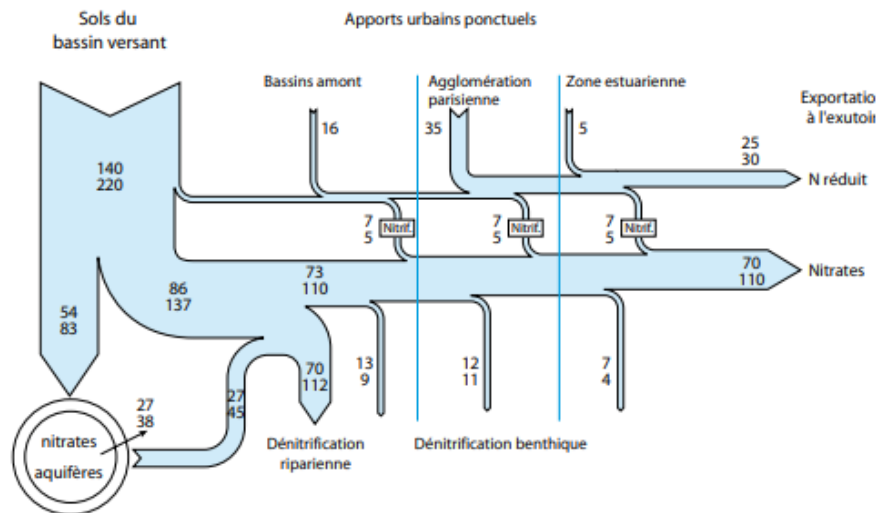 Sols du
bassin versant
Apports urbains ponctuels
Bassins amont
Agglomération
parisienne
Zone estuarienne
Exportatio
à l'exutoir
16
35
5
25
30
N réduit
140
220
7
5
Nitrif.
7
5
Nitrif.
7
5
Nitrif.
86
137
73
110
70
110
Nitrates
54
83
70
112
13
9
12
11
7
4
27
45
27
38
nitrates
aquifères
Dénitrification
riparienne
Dénitrification benthique